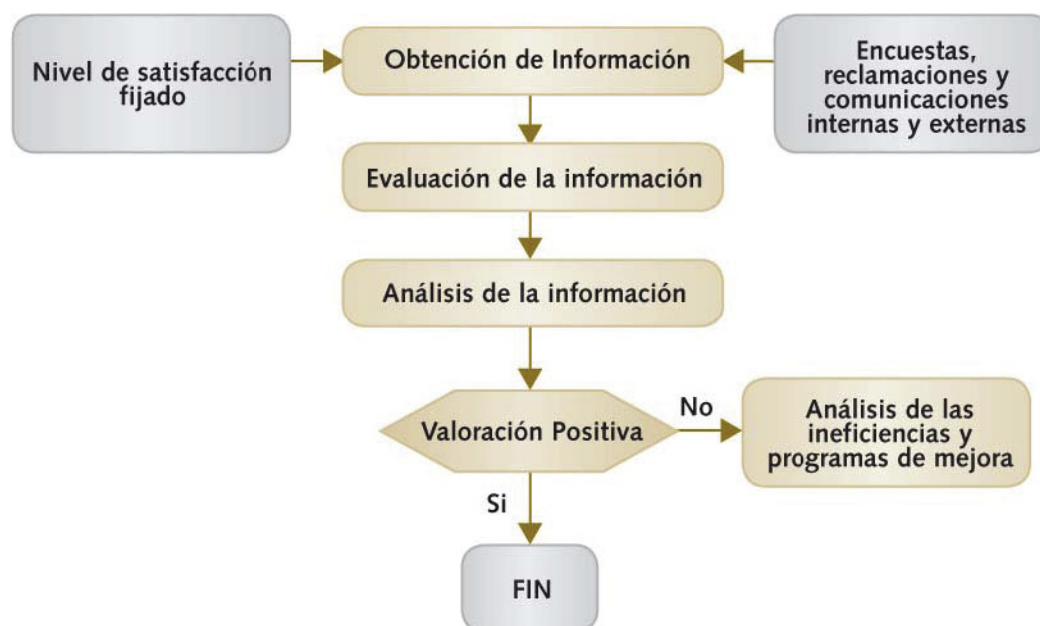 Nivel de satisfacción
fijado
Obtención de Información
Encuestas,
reclamaciones y
comunicaciones
internas y externas
Evaluación de la información
Análisis de la información
Valoración Positiva
No
Análisis de las
ineficiencias y
programas de mejora
Si
FIN